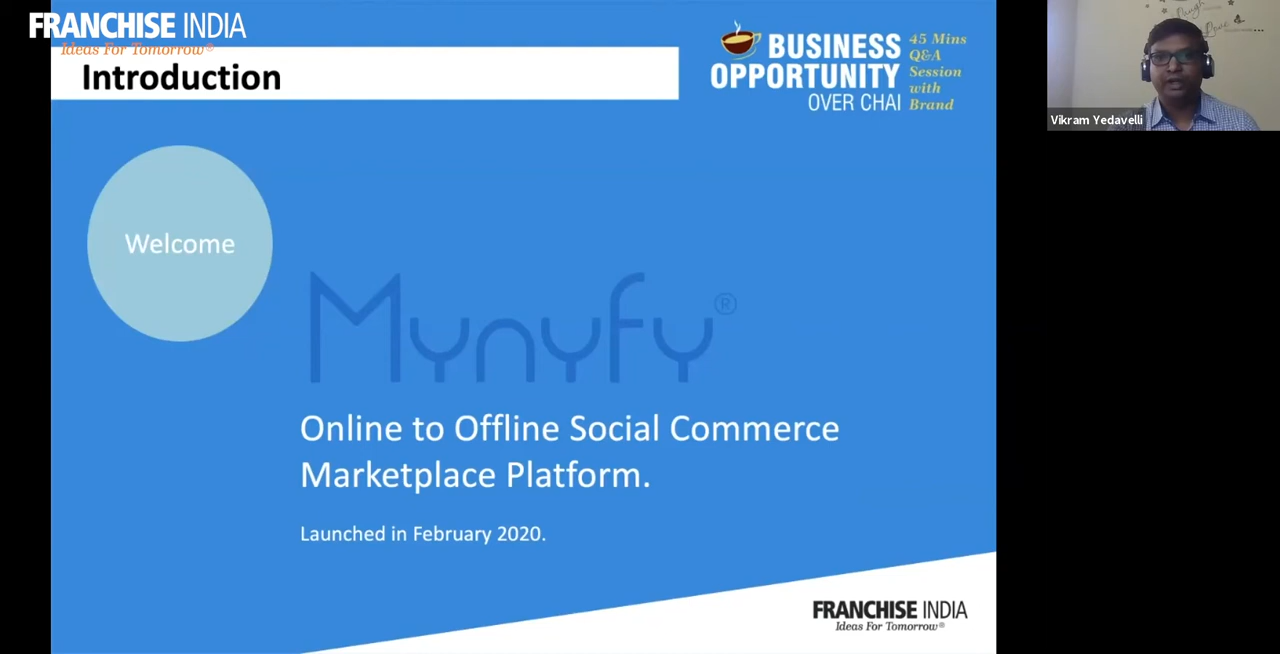 FRANCHISE INDIA
Ideas For Tomorrow®
Introduction
BUSINESS
OPPORTUNITY
OVER CHAI
45 Mins
Q&A
Session
with
Brand
Vikram Yedavelli
Welcome
Mynyfy®
Online to Offline Social Commerce
Marketplace Platform.
Launched in February 2020.
FRANCHISE INDIA
Ideas For Tomorrow®